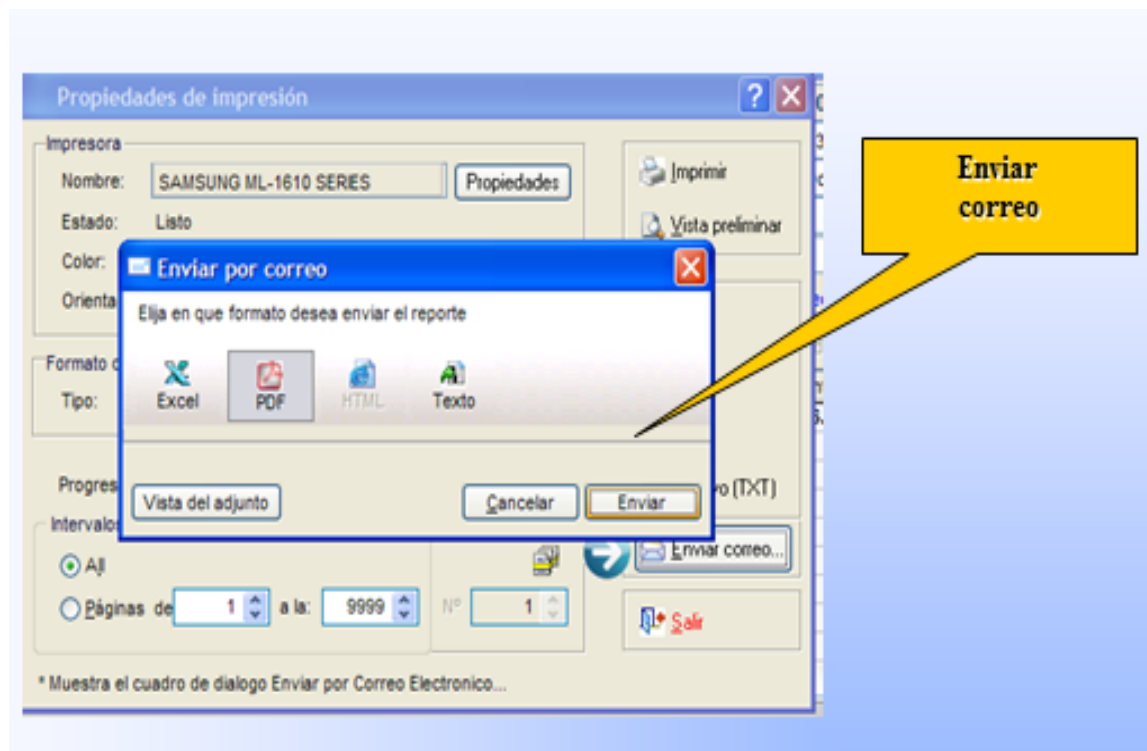 Propiedades de impresión
Impresora
Nombre: SAMSUNG ML-1610 SERIES Propiedades
Imprimir
Estado: Listo
Vista preliminar
Color:
Orienta
Enviar
correo
Enviar por correo
Elija en que formato desea enviar el reporte
Excel PDF HTML Texto
Vista del adjunto Cancelar Enviar
Formato d
Tipo:
Progres
vo (TXT)
Intervalos
All
Enviar correo...
Páginas de 1 a la: 9999 Nº 1
Salir
* Muestra el cuadro de dialogo Enviar por Correo Electronico...